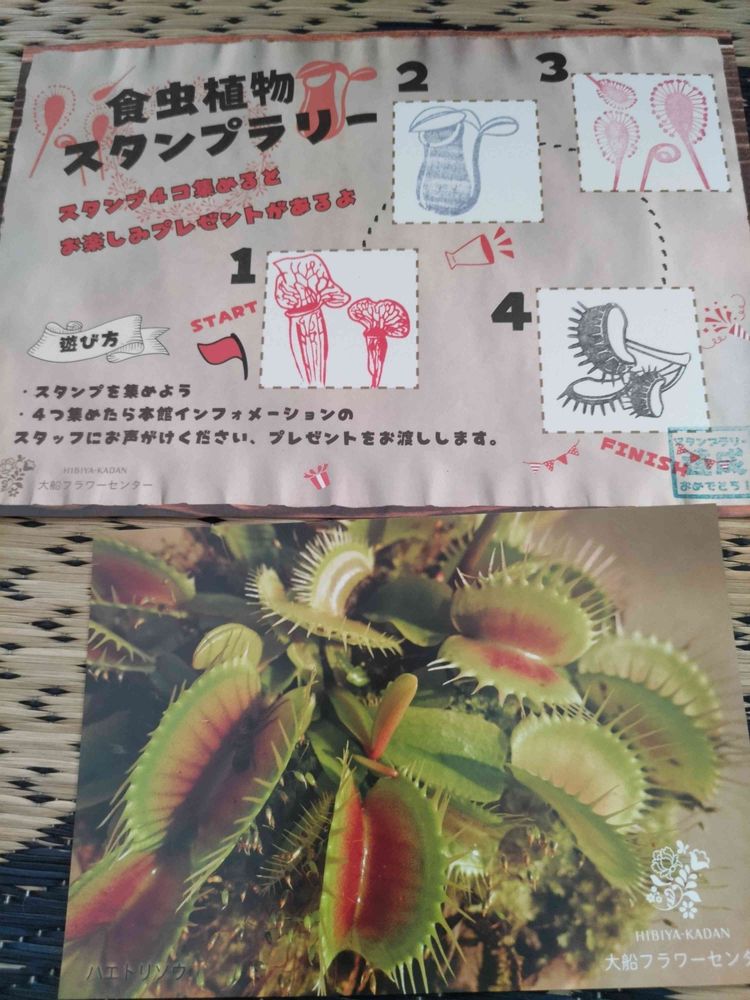 食虫植物
スタンプラリー
スタンプ4コ集めると
お楽しみプレゼントがあるよ
1
2
3
4
START
遊び方
・スタンプを集めよう
・4つ集めたら本館インフォメーションの
スタッフにお声がけください、プレゼントをお渡しします。
HIBIYA-KADAN
大船フラワーセンター
FINISH
スタンプラリー
達成
おめでとう!
ハエトリソウ
HIBIYA-KADAN
大船フラワーセンタ